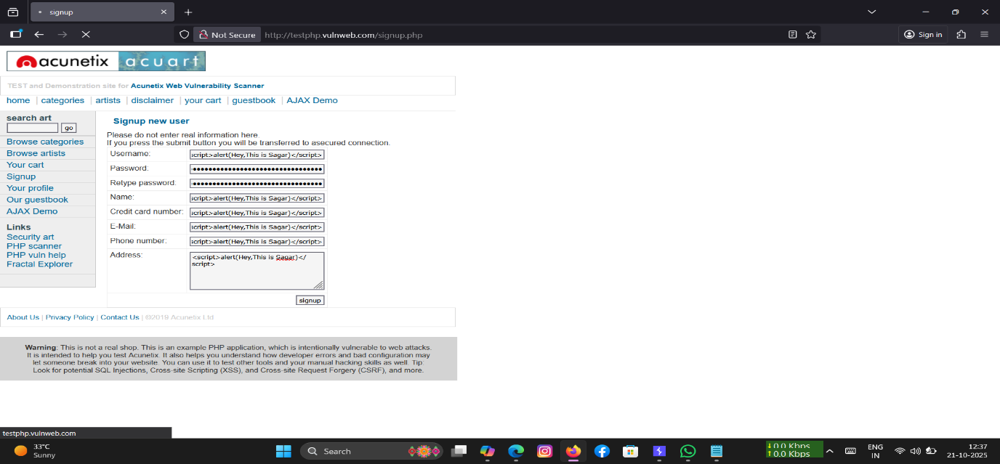 signup
Not Secure
http://testphp.vulnweb.com/signup.php
Sign in
acunetix acuart
TEST and Demonstration site for Acunetix Web Vulnerability Scanner
home | categories | artists | disclaimer | your cart | guestbook | AJAX Demo
search art
go
Browse categories
Browse artists
Your cart
Signup
Your profile
Our guestbook
AJAX Demo
Links
Security art
PHP scanner
PHP vuln help
Fractal Explorer
Signup new user
Please do not enter real information here.
If you press the submit button you will be transferred to asecured connection.
Username: script>alert(Hey,This is Sagar)</script>
Password: ••••••••••••••••••••••••••••••••••
Retype password: ••••••••••••••••••••••••••••••••••
Name: script>alert(Hey,This is Sagar)</script>
Credit card number: script>alert(Hey,This is Sagar)</script>
E-Mail: script>alert(Hey,This is Sagar)</script>
Phone number: script>alert(Hey,This is Sagar)</script>
Address: <script>alert(Hey,This is Sagar)</
script>
signup
About Us | Privacy Policy | Contact Us | ©2019 Acunetix Ltd
Warning: This is not a real shop. This is an example PHP application, which is intentionally vulnerable to web attacks.
It is intended to help you test Acunetix. It also helps you understand how developer errors and bad configuration may
let someone break into your website. You can use it to test other tools and your manual hacking skills as well. Tip:
Look for potential SQL Injections, Cross-site Scripting (XSS), and Cross-site Request Forgery (CSRF), and more.
testphp.vulnweb.com
33°C
Sunny
Search
0.0 Kbps
0.0 Kbps
ENG
IN
12:37
21-10-2025